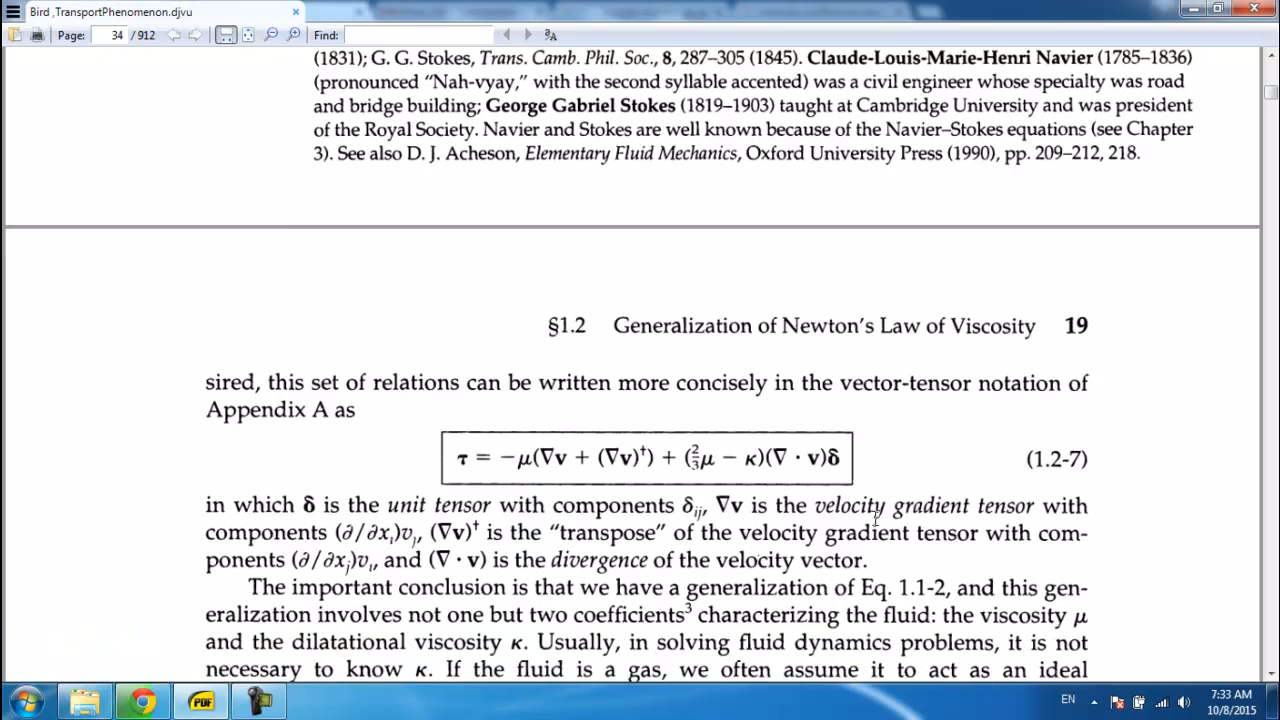 Bird ,TransportPhenomenon.djvu
Page: 34 / 912 Find:
(1831); G. G. Stokes, Trans. Camb. Phil. Soc., 8, 287–305 (1845). Claude-Louis-Marie-Henri Navier (1785–1836)
(pronounced “Nah-vyay,” with the second syllable accented) was a civil engineer whose specialty was road
and bridge building; George Gabriel Stokes (1819–1903) taught at Cambridge University and was president
of the Royal Society. Navier and Stokes are well known because of the Navier–Stokes equations (see Chapter
3). See also D. J. Acheson, Elementary Fluid Mechanics, Oxford University Press (1990), pp. 209–212, 218.
§1.2 Generalization of Newton’s Law of Viscosity 19
sired, this set of relations can be written more concisely in the vector-tensor notation of
Appendix A as
τ = −μ(∇v + (∇v)†) + (⅔μ − κ)(∇ · v)δ (1.2-7)
in which δ is the unit tensor with components δij, ∇v is the velocity gradient tensor with
components (∂/∂xi)vj, (∇v)† is the “transpose” of the velocity gradient tensor with com-
ponents (∂/∂xj)vi, and (∇ · v) is the divergence of the velocity vector.
The important conclusion is that we have a generalization of Eq. 1.1-2, and this gen-
eralization involves not one but two coefficients³ characterizing the fluid: the viscosity μ
and the dilatational viscosity κ. Usually, in solving fluid dynamics problems, it is not
necessary to know κ. If the fluid is a gas, we often assume it to act as an ideal
PDF
EN
7:33 AM
10/8/2015